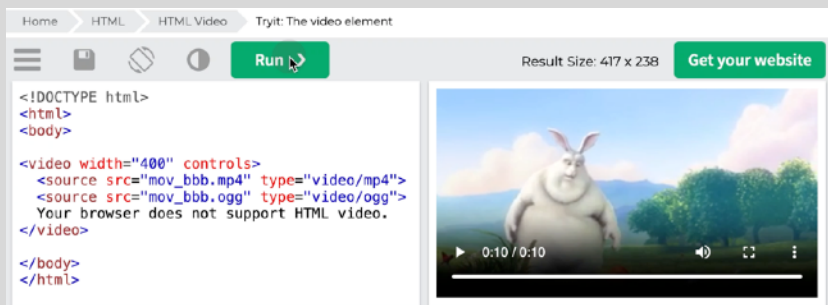 Home HTML HTML Video Tryit: The video element
Run ❯ Result Size: 417 x 238 Get your website
<!DOCTYPE html>
<html>
<body>
<video width="400" controls>
<source src="mov_bbb.mp4" type="video/mp4">
<source src="mov_bbb.ogg" type="video/ogg">
Your browser does not support HTML video.
</video>
</body>
</html>
0:10 / 0:10